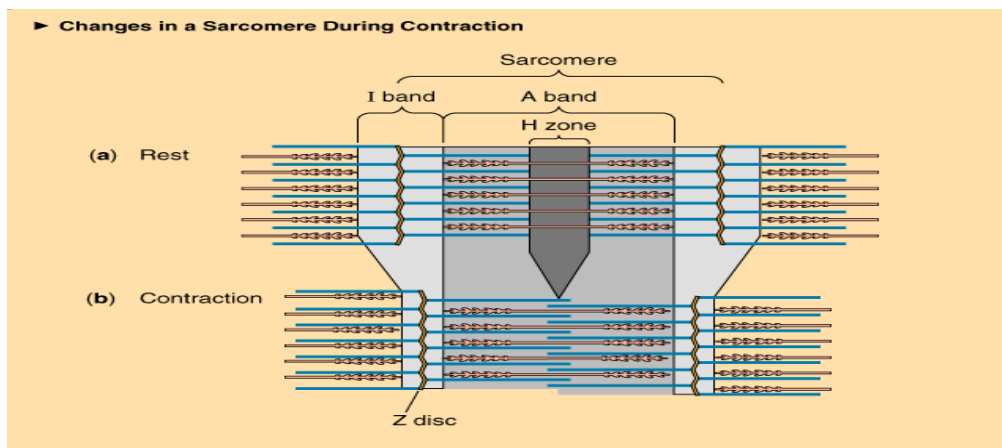 ► Changes in a Sarcomere During Contraction
Sarcomere
I band
A band
H zone
(a) Rest
(b) Contraction
Z disc